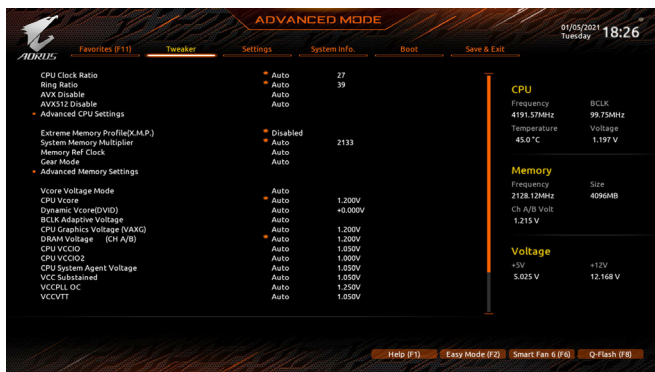 ADVANCED MODE
01/05/2021 Tuesday 18:26
AORUS
Favorites (F11) Tweaker Settings System Info. Boot Save & Exit
CPU Clock Ratio * Auto 27
Ring Ratio * Auto 39
AVX Disable Auto
AVX512 Disable Auto
Advanced CPU Settings
Extreme Memory Profile(X.M.P.) * Disabled
System Memory Multiplier * Auto 2133
Memory Ref Clock Auto
Gear Mode Auto
Advanced Memory Settings
Vcore Voltage Mode Auto
CPU Vcore * Auto 1.200V
Dynamic Vcore(DVID) Auto +0.000V
BCLK Adaptive Voltage Auto
CPU Graphics Voltage (VAXG) Auto 1.200V
DRAM Voltage (CH A/B) * Auto 1.200V
CPU VCCIO Auto 1.050V
CPU VCCIO2 Auto 1.000V
CPU System Agent Voltage Auto 1.050V
VCC Substained Auto 1.050V
VCCPLL OC Auto 1.250V
VCCVTT Auto 1.050V
CPU
Frequency BCLK
4191.57MHz 99.75MHz
Temperature Voltage
45.0 °C 1.197 V
Memory
Frequency Size
2128.12MHz 4096MB
Ch A/B Volt
1.215 V
Voltage
+5V +12V
5.025 V 12.168 V
Help (F1) Easy Mode (F2) Smart Fan 6 (F6) Q-Flash (F8)